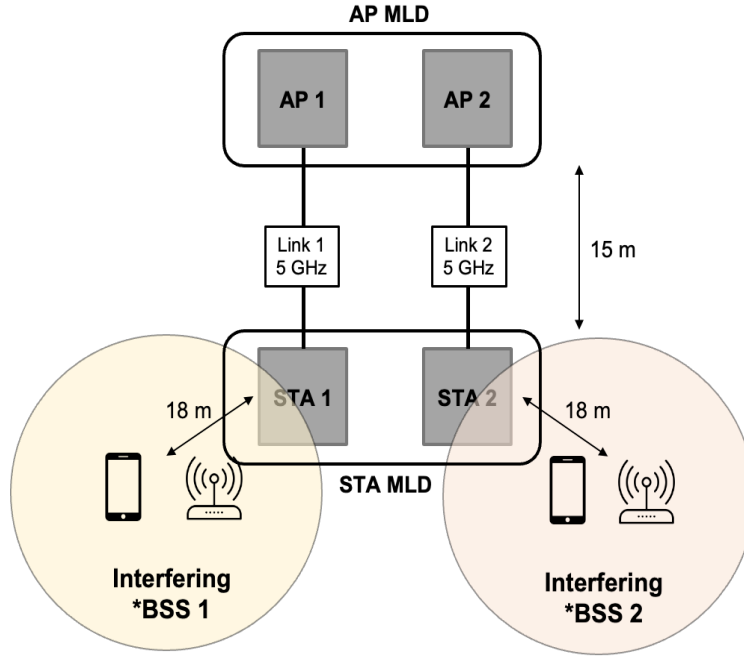 AP MLD
AP 1
AP 2
Link 1
5 GHz
Link 2
5 GHz
15 m
STA 1
STA 2
18 m
18 m
STA MLD
Interfering
*BSS 1
Interfering
*BSS 2